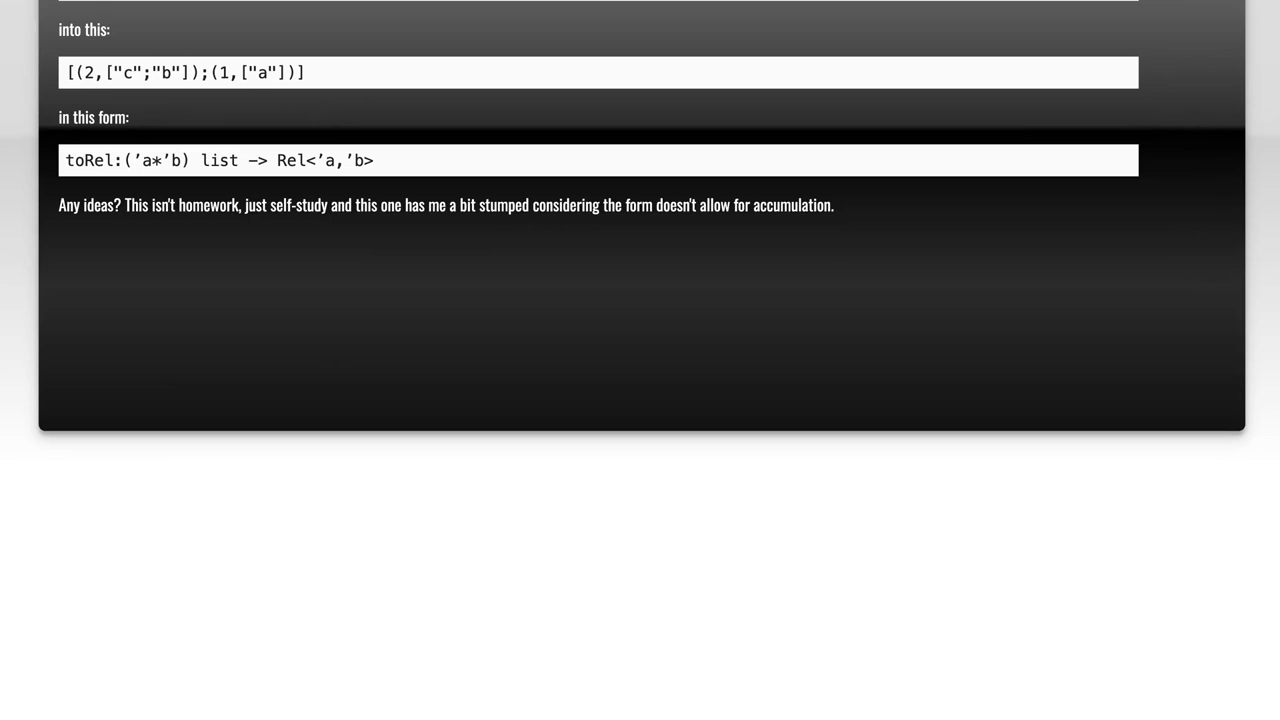 into this:
[(2,["c";"b"]);(1,["a"])]
in this form:
toRel:(’a*’b) list −> Rel<’a,’b>
Any ideas? This isn't homework, just self-study and this one has me a bit stumped considering the form doesn't allow for accumulation.